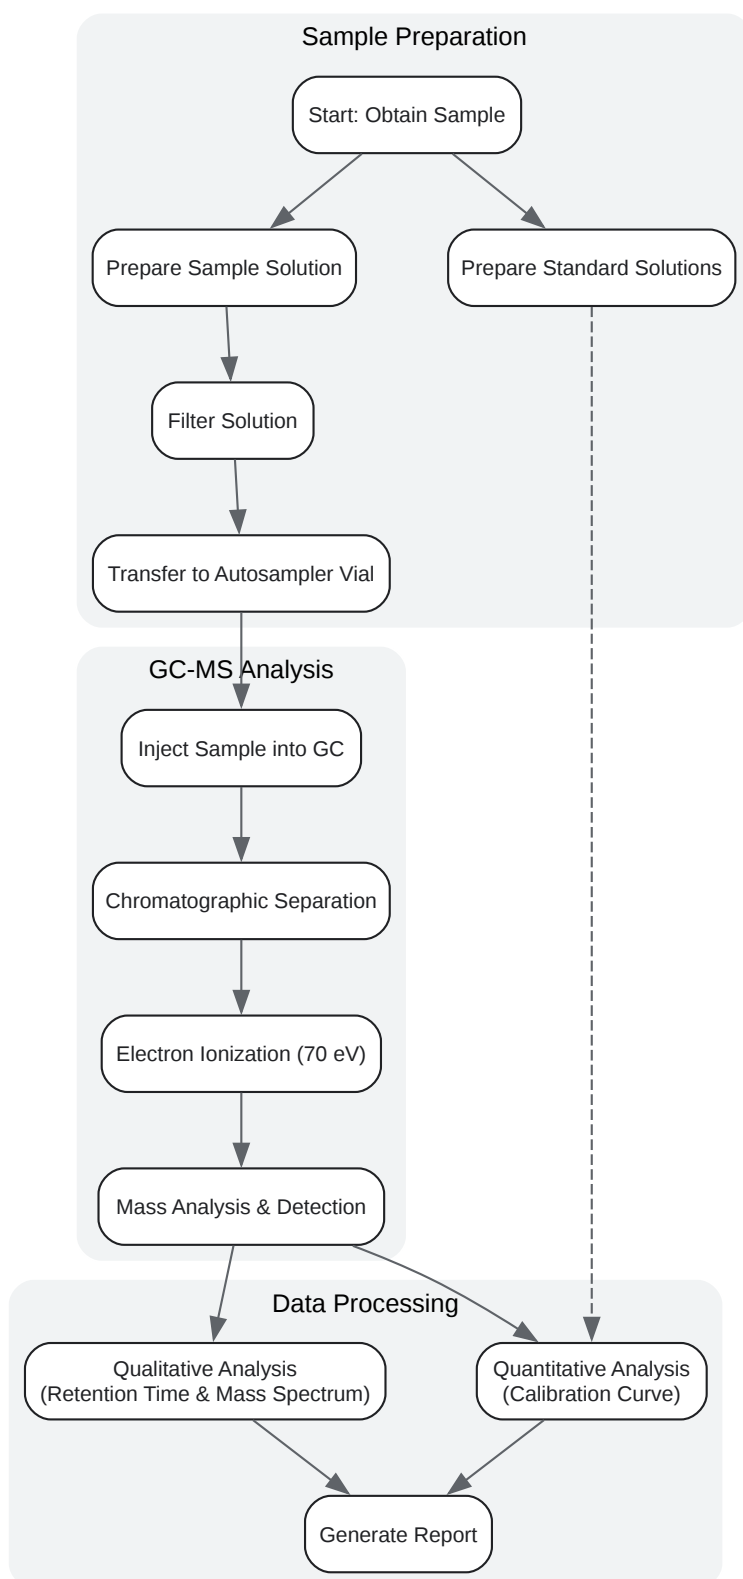 Sample Preparation
Start: Obtain Sample
Prepare Sample Solution
Prepare Standard Solutions
Filter Solution
Transfer to Autosampler Vial
GC-MS Analysis
Inject Sample into GC
Chromatographic Separation
Electron Ionization (70 eV)
Mass Analysis & Detection
Data Processing
Qualitative Analysis
(Retention Time & Mass Spectrum)
Quantitative Analysis
(Calibration Curve)
Generate Report